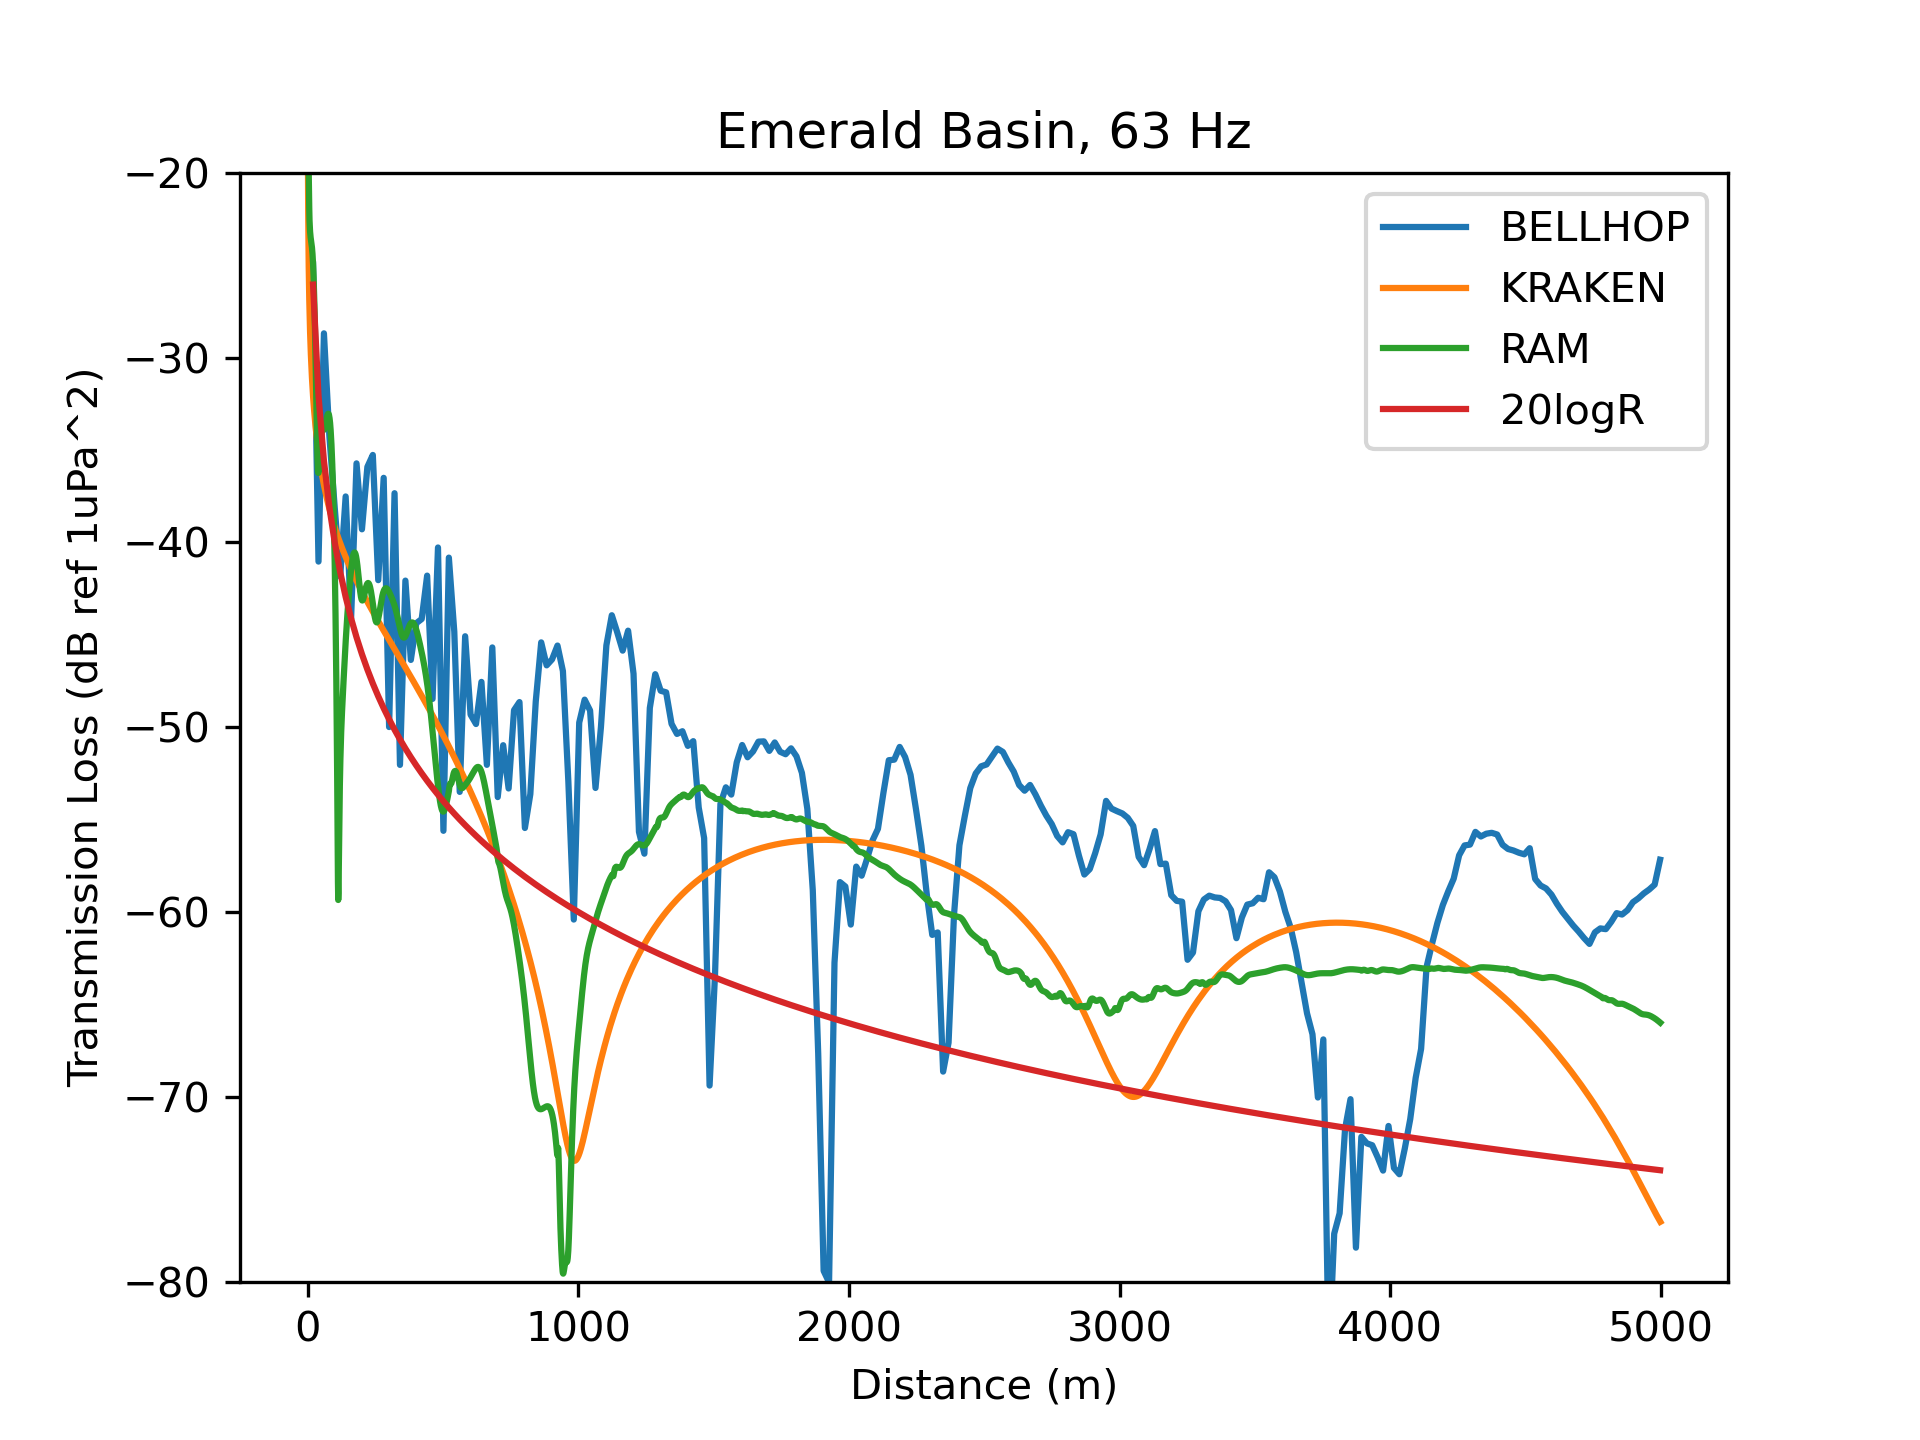 Emerald Basin, 63 Hz
Transmission Loss (dB ref 1uPa^2)
−20
−30
−40
−50
−60
−70
−80
BELLHOP
KRAKEN
RAM
20logR
0 1000 2000 3000 4000 5000
Distance (m)